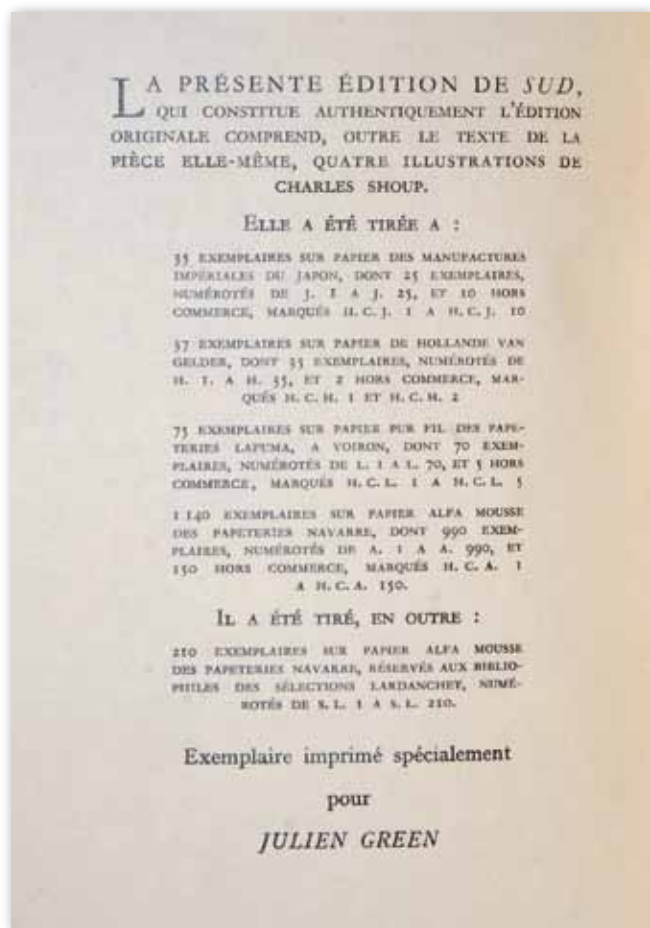 LA PRÉSENTE ÉDITION DE SUD,
QUI CONSTITUE AUTHENTIQUEMENT L'ÉDITION
ORIGINALE COMPREND, OUTRE LE TEXTE DE LA
PIÈCE ELLE-MÊME, QUATRE ILLUSTRATIONS DE
CHARLES SHOUP.
ELLE A ÉTÉ TIRÉE A :
35 EXEMPLAIRES SUR PAPIER DES MANUFACTURES
IMPÉRIALES DU JAPON, DONT 25 EXEMPLAIRES,
NUMÉROTÉS DE J. 1 A J. 25, ET 10 HORS
COMMERCE, MARQUÉS H.C.J. 1 A H.C.J. 10
37 EXEMPLAIRES SUR PAPIER DE HOLLANDE VAN
GELDER, DONT 35 EXEMPLAIRES, NUMÉROTÉS DE
H. 1. A H. 35, ET 2 HORS COMMERCE, MAR-
QUÉS H.C.H. 1 ET H.C.H. 2
75 EXEMPLAIRES SUR PAPIER PUR FIL DES PAPE-
TERIES LAFUMA, A VOIRON, DONT 70 EXEM-
PLAIRES, NUMÉROTÉS DE L. 1 A L. 70, ET 5 HORS
COMMERCE, MARQUÉS H.C.L. 1 A H.C.L. 5
1 140 EXEMPLAIRES SUR PAPIER ALFA MOUSSE
DES PAPETERIES NAVARRE, DONT 990 EXEM-
PLAIRES, NUMÉROTÉS DE A. 1 A A. 990, ET
150 HORS COMMERCE, MARQUÉS H.C.A. 1
A H.C.A. 150.
IL A ÉTÉ TIRÉ, EN OUTRE :
210 EXEMPLAIRES SUR PAPIER ALFA MOUSSE
DES PAPETERIES NAVARRE, RÉSERVÉS AUX BIBLIO-
PHILES DES SÉLECTIONS LARDANCHET, NUMÉ-
ROTÉS DE S.L. 1 A S.L. 210.
Exemplaire imprimé spécialement
pour
JULIEN GREEN